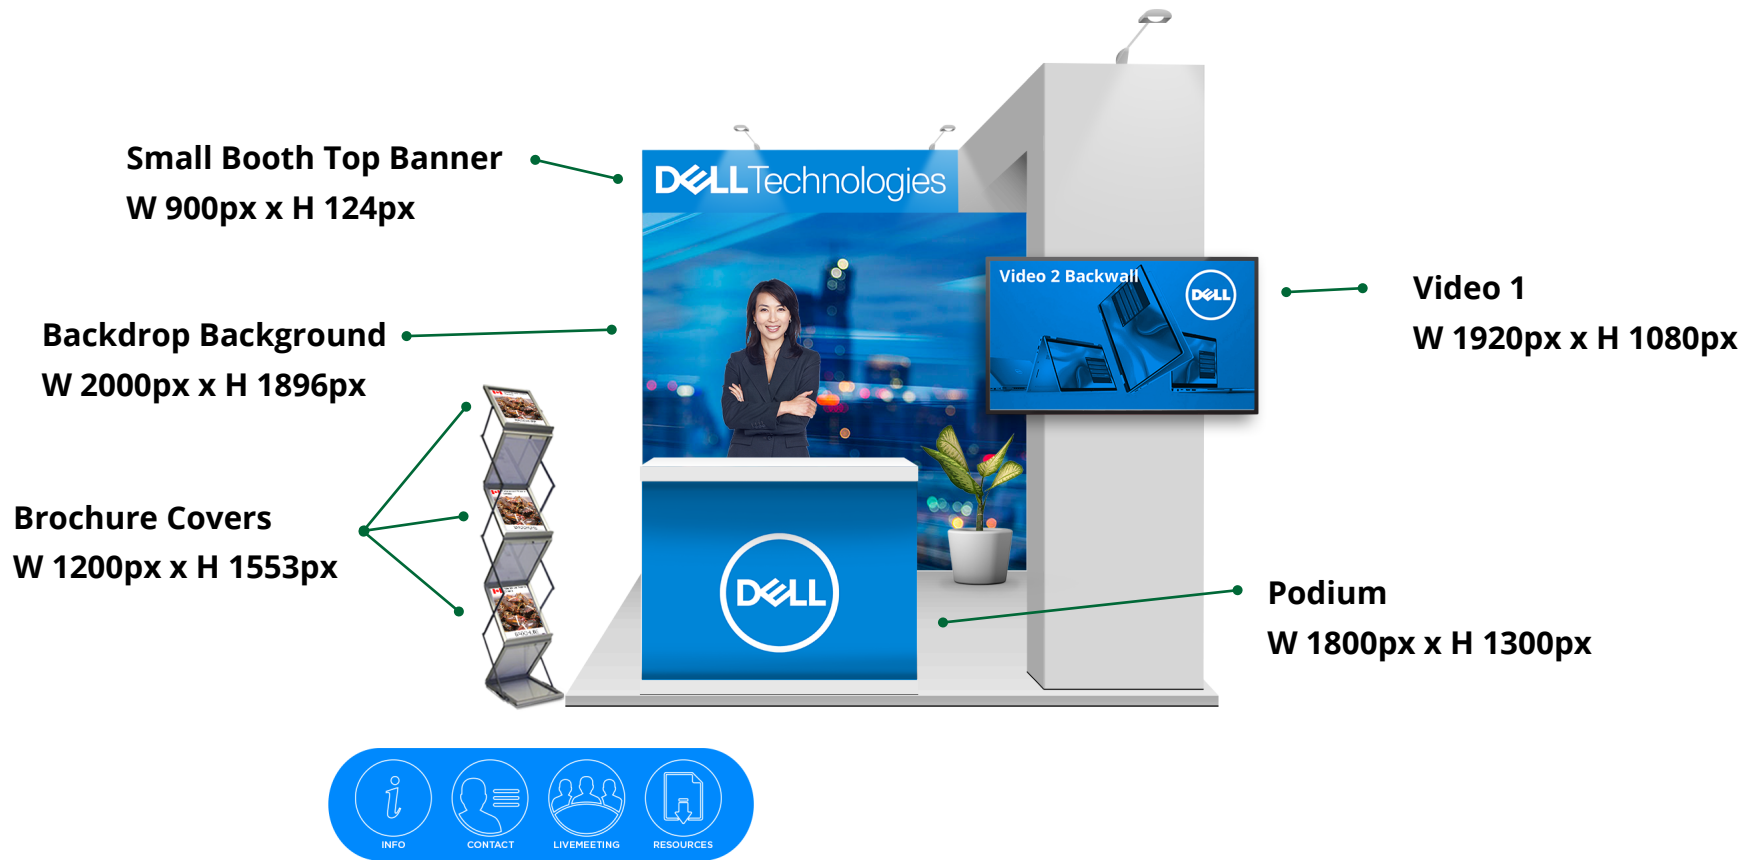 Small Booth Top Banner
W 900px x H 124px
DELL Technologies
Backdrop Background
W 2000px x H 1896px
Video 2 Backwall
DELL
Video 1
W 1920px x H 1080px
Brochure Covers
W 1200px x H 1553px
DELL
Podium
W 1800px x H 1300px
BROCHURE
INFO
CONTACT
LIVEMEETING
RESOURCES